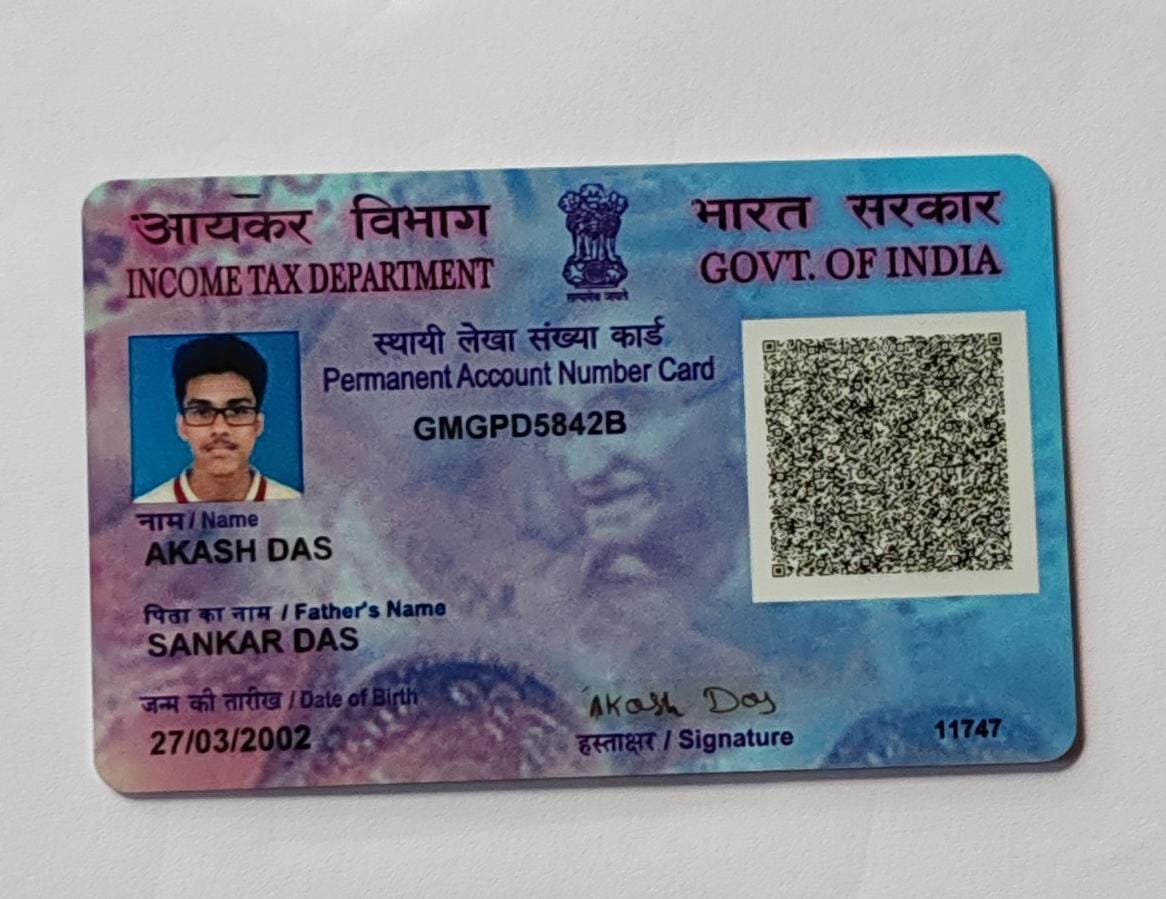 आयकर विभाग
INCOME TAX DEPARTMENT
सत्यमेव जयते
भारत सरकार
GOVT. OF INDIA
स्थायी लेखा संख्या कार्ड
Permanent Account Number Card
GMGPD5842B
नाम / Name
AKASH DAS
पिता का नाम / Father's Name
SANKAR DAS
जन्म की तारीख / Date of Birth
27/03/2002
Akash Das
हस्ताक्षर / Signature
11747